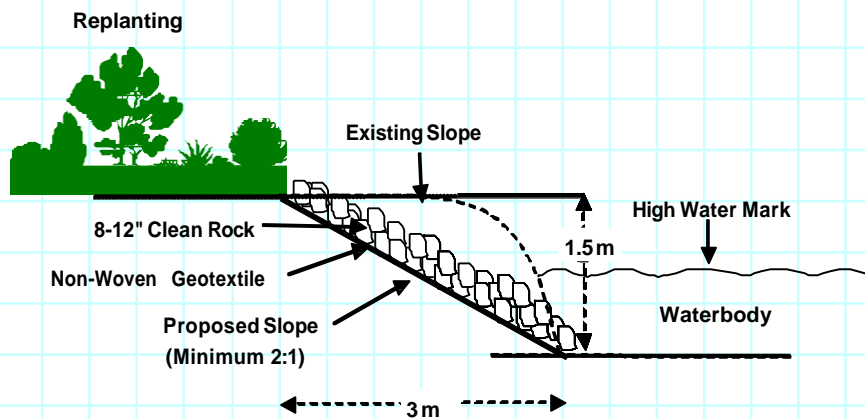 Replanting
Existing Slope
High Water Mark
8-12" Clean Rock
1.5 m
Non-Woven Geotextile
Waterbody
Proposed Slope
(Minimum 2:1)
3 m